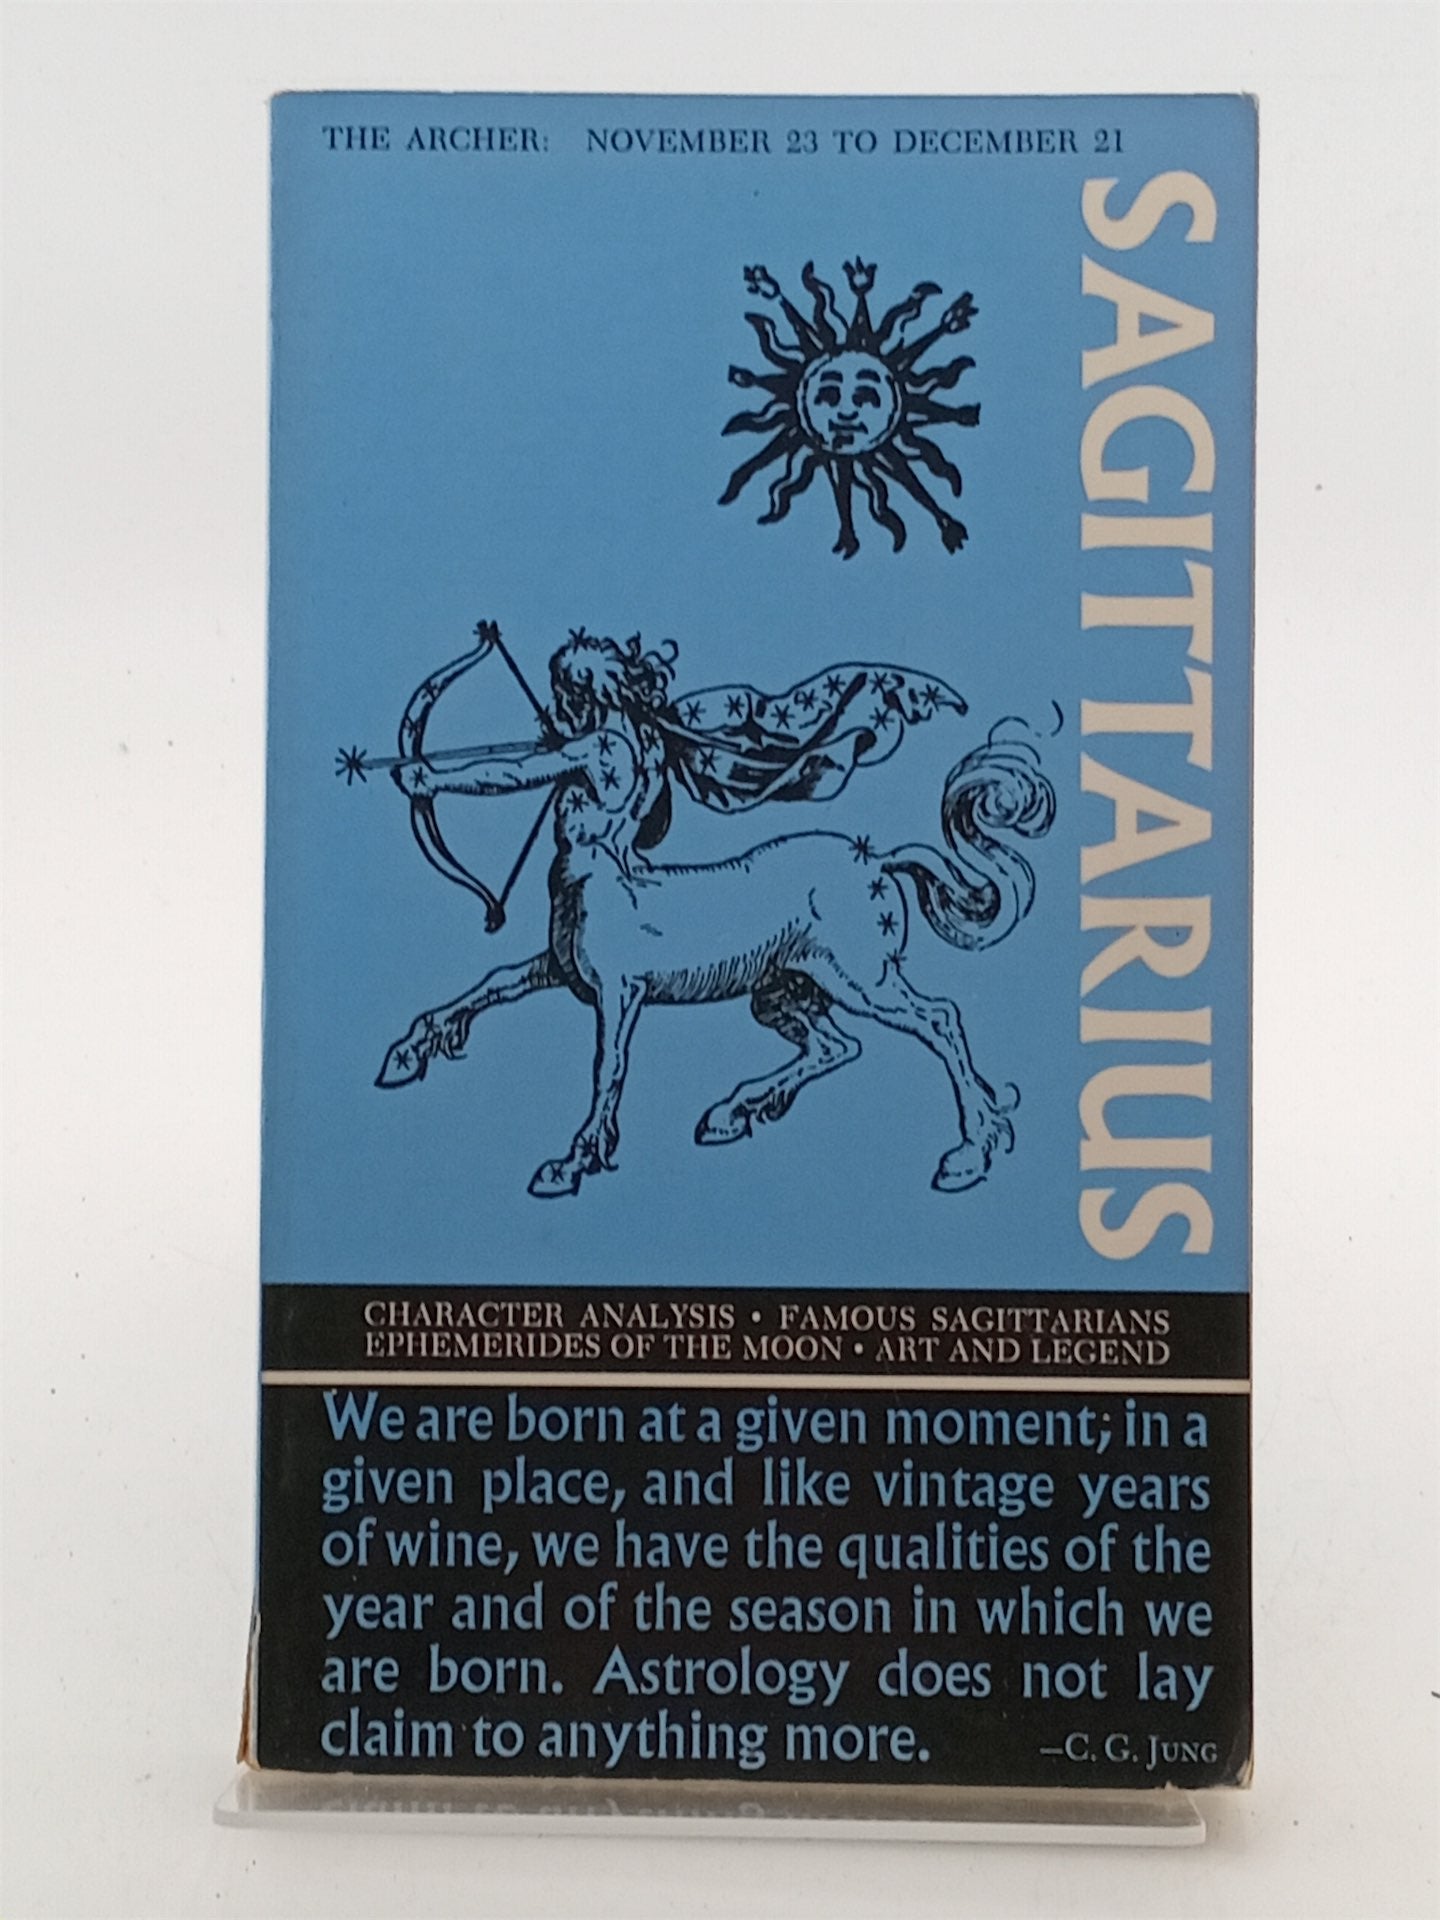 THE ARCHER: NOVEMBER 23 TO DECEMBER 21
SAGITTARIUS
CHARACTER ANALYSIS • FAMOUS SAGITTARIANS
EPHEMERIDES OF THE MOON • ART AND LEGEND
We are born at a given moment; in a
given place, and like vintage years
of wine, we have the qualities of the
year and of the season in which we
are born. Astrology does not lay
claim to anything more. —C. G. JUNG